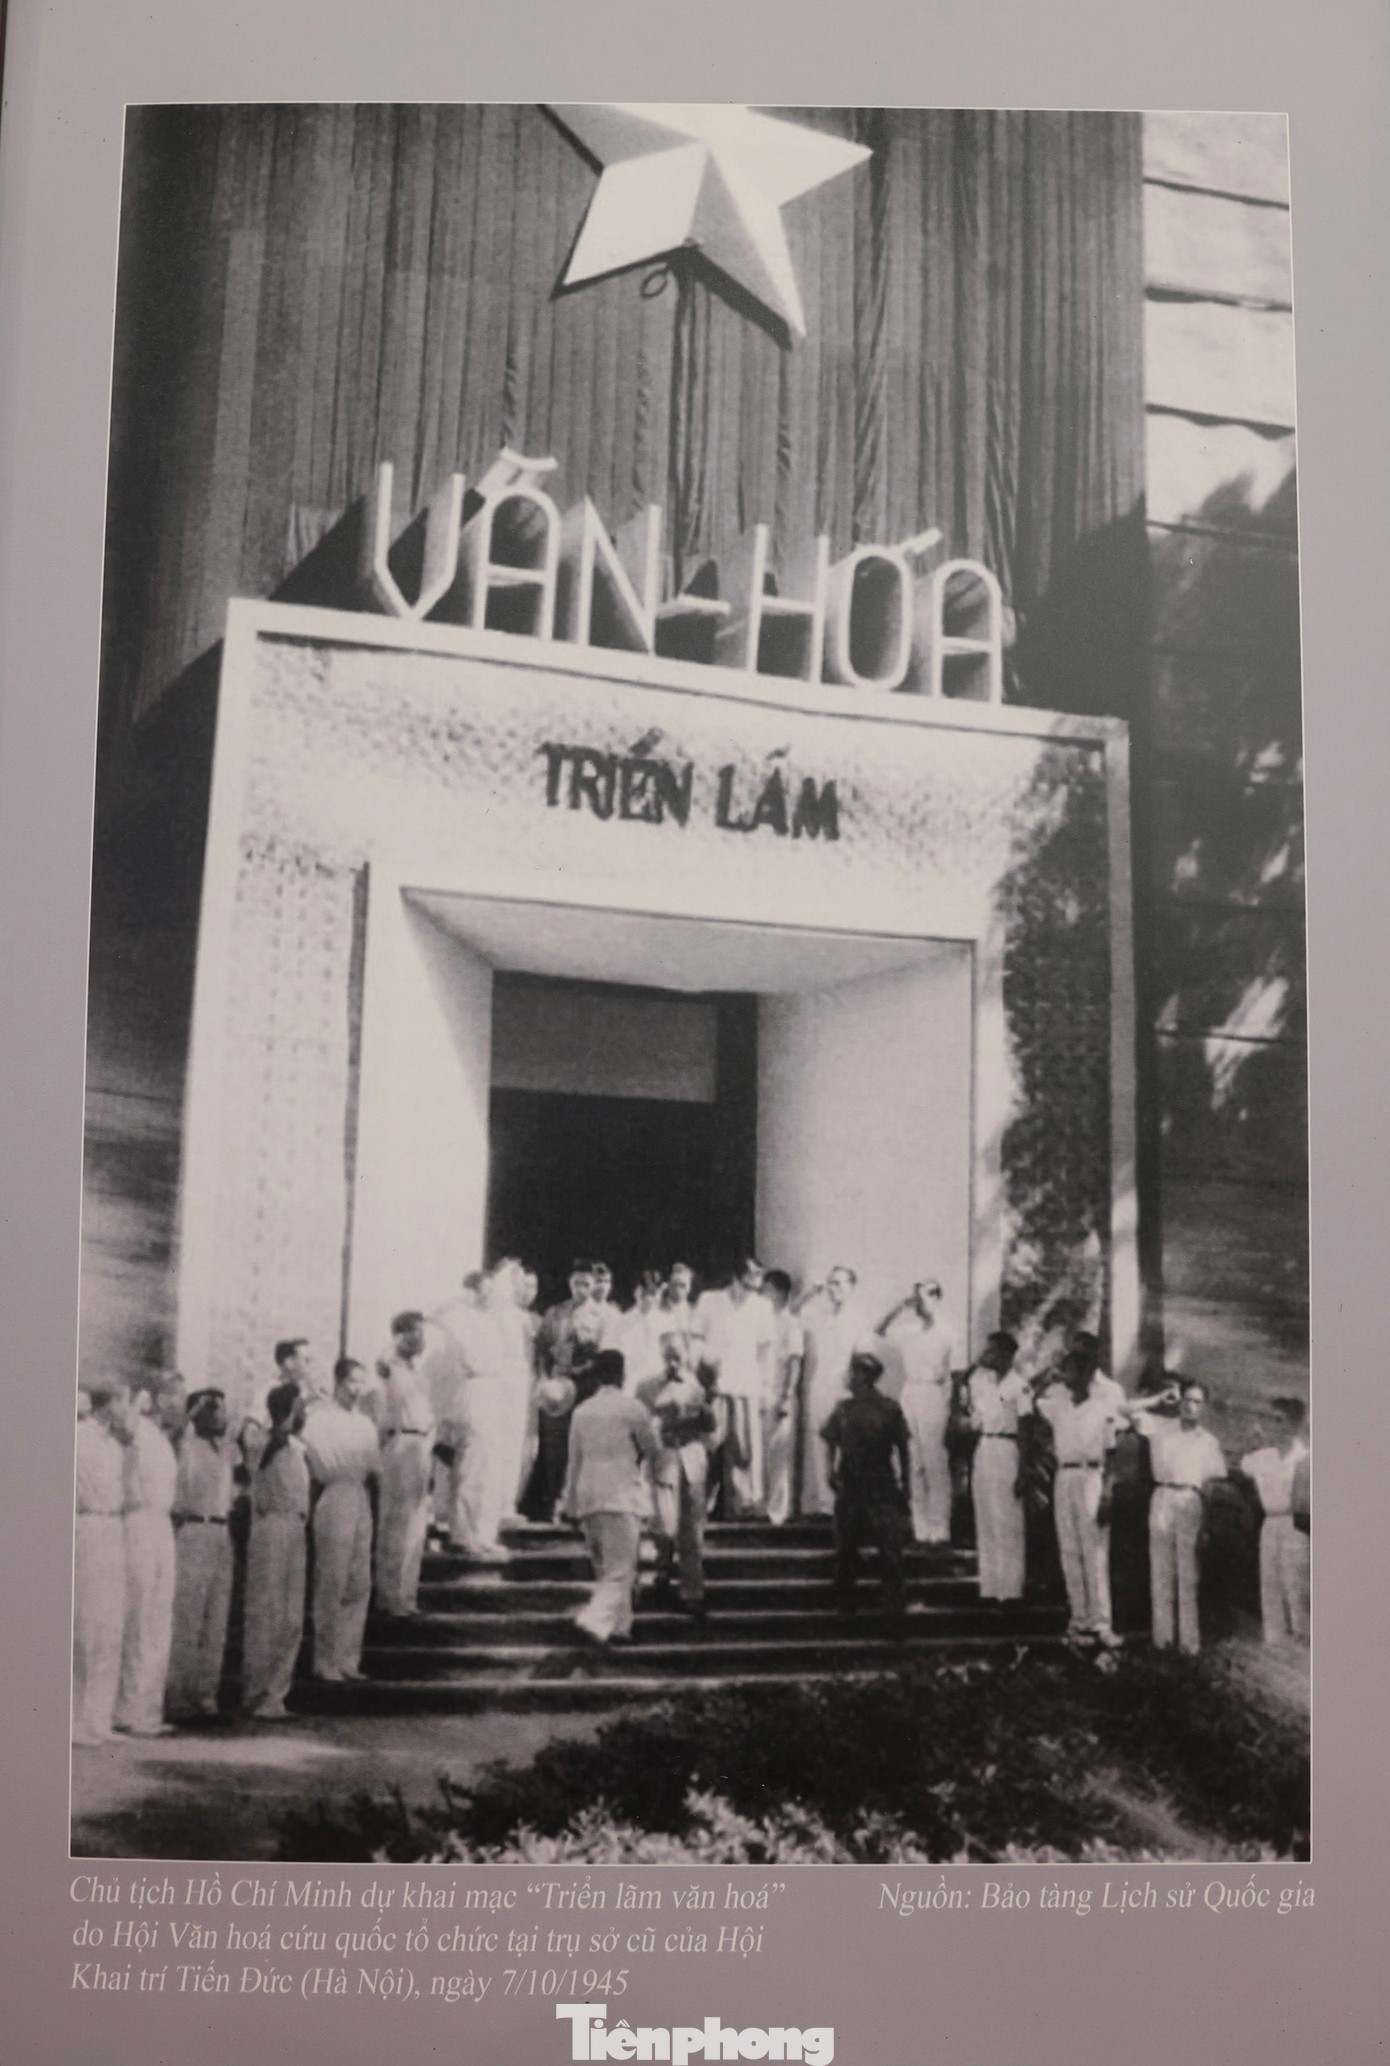 VĂN-HÓA
TRIỂN LÃM
Chủ tịch Hồ Chí Minh dự khai mạc “Triển lãm văn hoá”
do Hội Văn hoá cứu quốc tổ chức tại trụ sở cũ của Hội
Khai trí Tiến Đức (Hà Nội), ngày 7/10/1945
Nguồn: Bảo tàng Lịch sử Quốc gia
Tiênphong